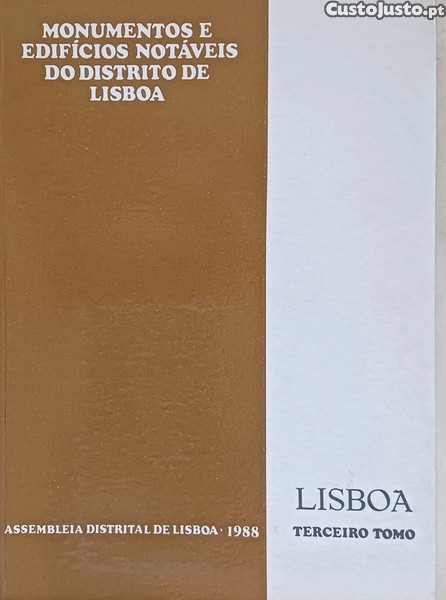 CustoJusto.pt
MONUMENTOS E
EDIFÍCIOS NOTÁVEIS
DO DISTRITO DE
LISBOA
LISBOA
ASSEMBLEIA DISTRITAL DE LISBOA · 1988
TERCEIRO TOMO